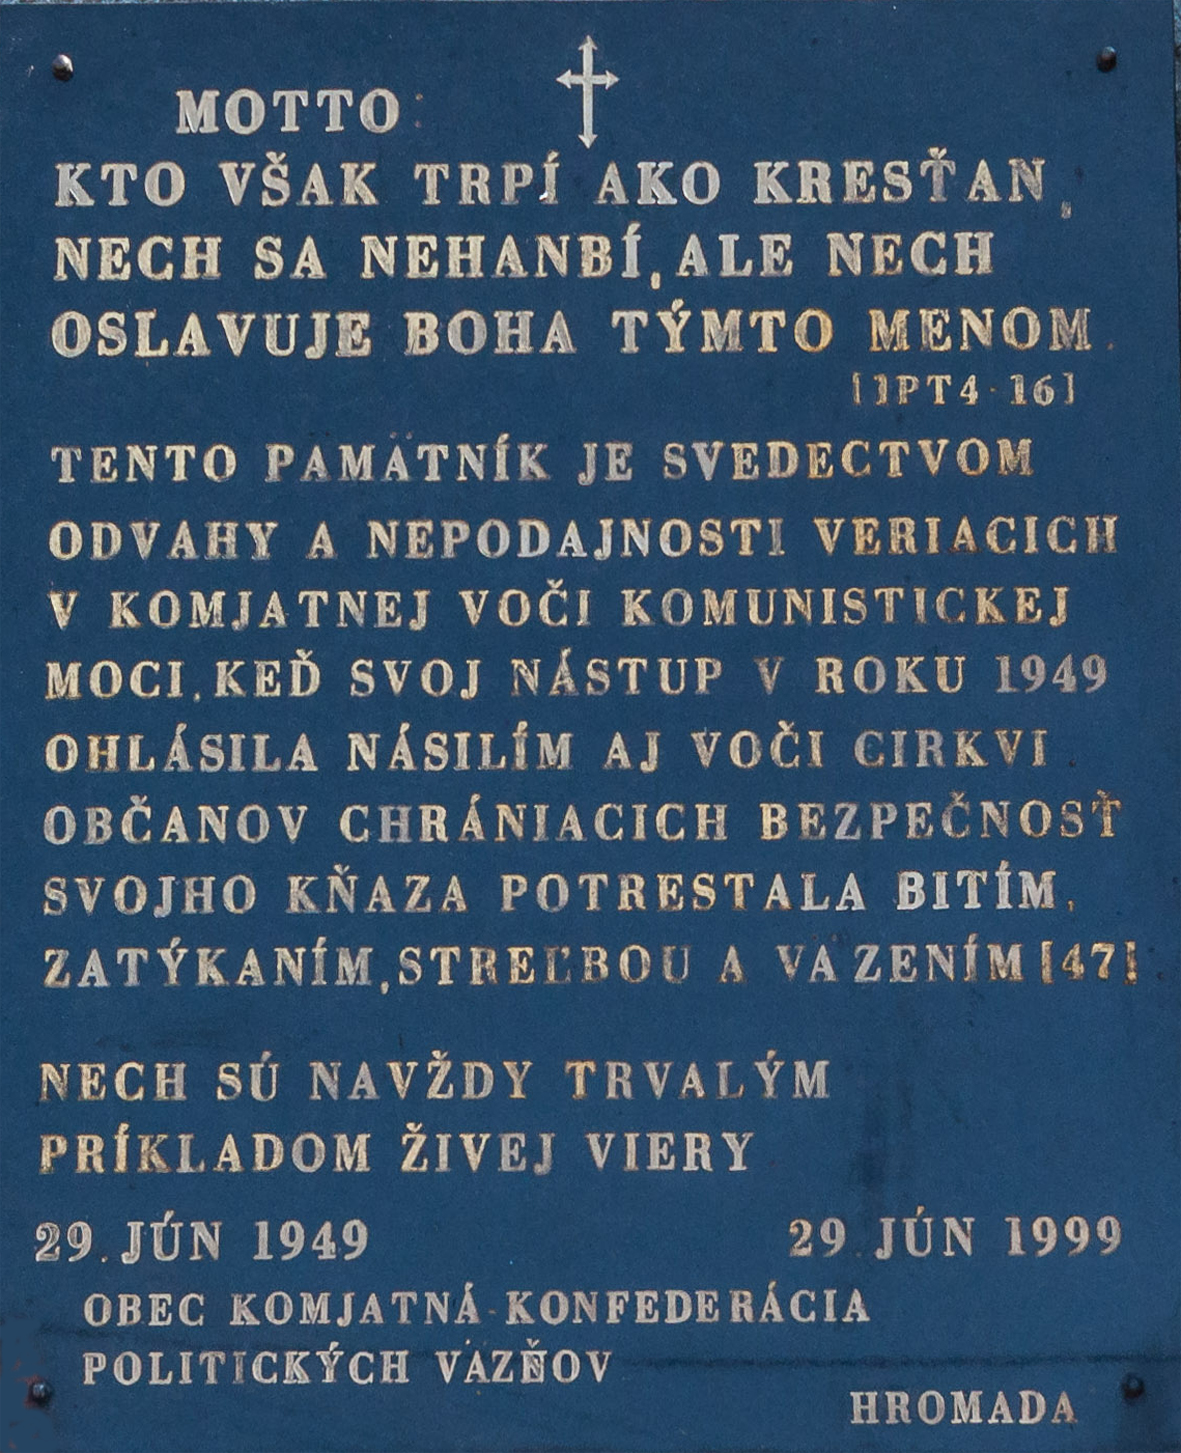 MOTTO:
KTO VŠAK TRPÍ AKO KRESŤAN,
NECH SA NEHANBÍ, ALE NECH
OSLAVUJE BOHA TÝMTO MENOM.
[1PT4·16]
TENTO PAMÄTNÍK JE SVEDECTVOM
ODVAHY A NEPODAJNOSTI VERIACICH
V KOMJATNEJ VOČI KOMUNISTICKEJ
MOCI, KEĎ SVOJ NÁSTUP V ROKU 1949
OHLÁSILA NÁSILÍM AJ VOČI CIRKVI.
OBČANOV CHRÁNIACICH BEZPEČNOSŤ
SVOJHO KŇAZA POTRESTALA BITÍM,
ZATÝKANÍM, STREĽBOU A VÄZENÍM [47]
NECH SÚ NAVŽDY TRVALÝM
PRÍKLADOM ŽIVEJ VIERY
29. JÚN 1949 29. JÚN 1999
OBEC KOMJATNÁ - KONFEDERÁCIA
POLITICKÝCH VÄZŇOV
HROMADA